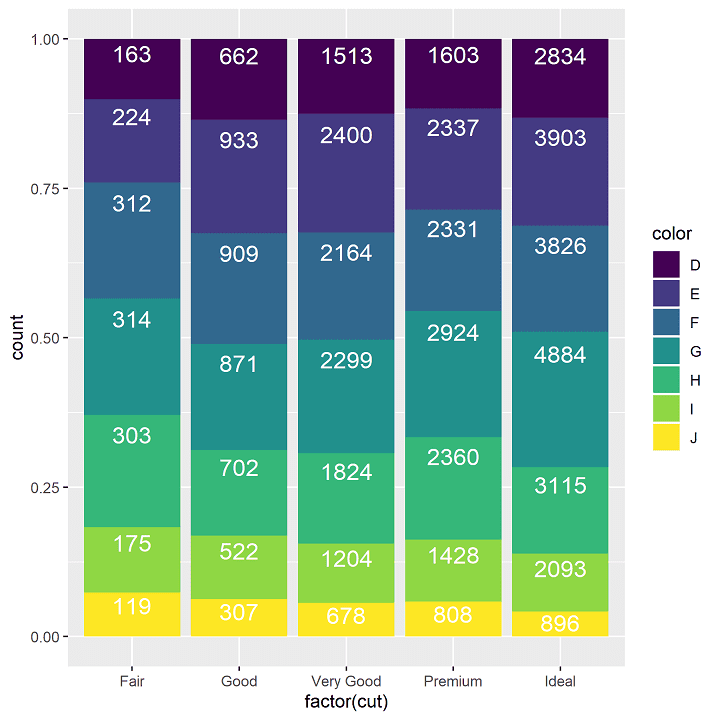 1.00
0.75
0.50
0.25
0.00
count
163 662 1513 1603 2834
224 933 2400 2337 3903
312 909 2164 2331 3826
314 871 2299 2924 4884
303 702 1824 2360 3115
175 522 1204 1428 2093
119 307 678 808 896
Fair Good Very Good Premium Ideal
factor(cut)
color
D
E
F
G
H
I
J